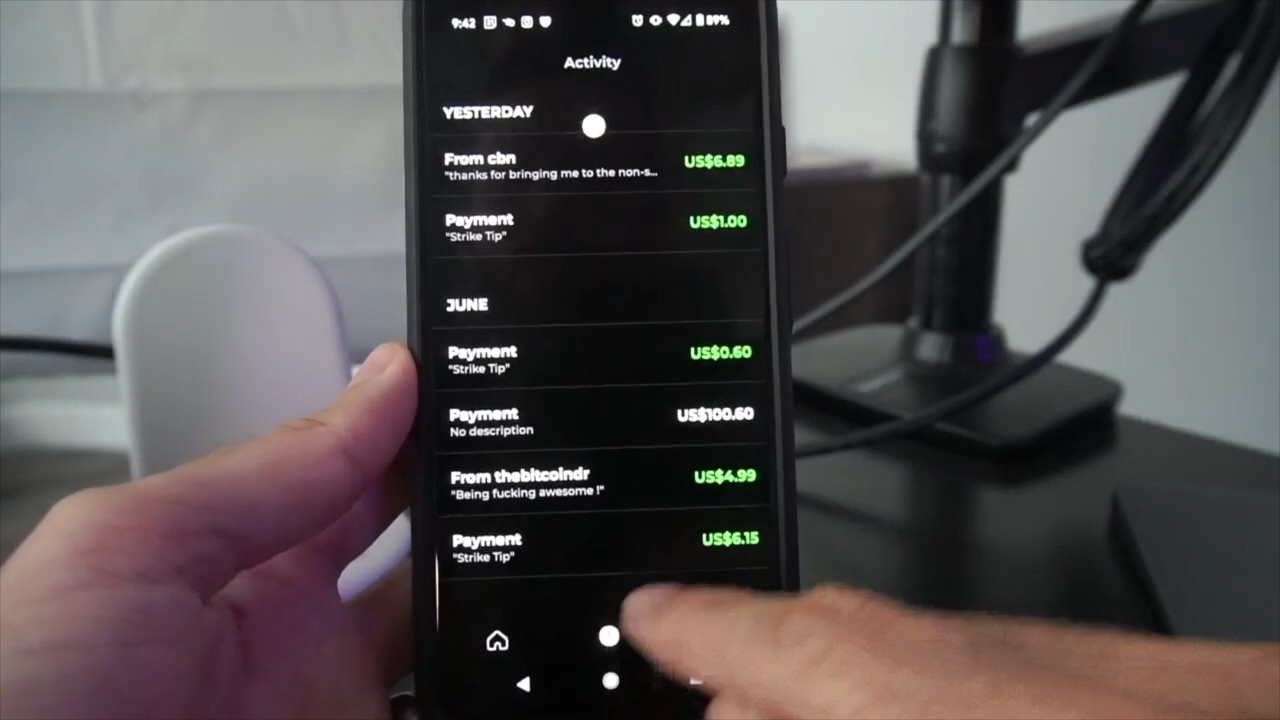 9:42
89%
Activity
YESTERDAY
From cbn US$6.89
"thanks for bringing me to the non-s...
Payment US$1.00
"Strike Tip"
JUNE
Payment US$0.60
"Strike Tip"
Payment US$100.60
No description
From thebitcoindr US$4.99
"Being fucking awesome !"
Payment US$6.15
"Strike Tip"